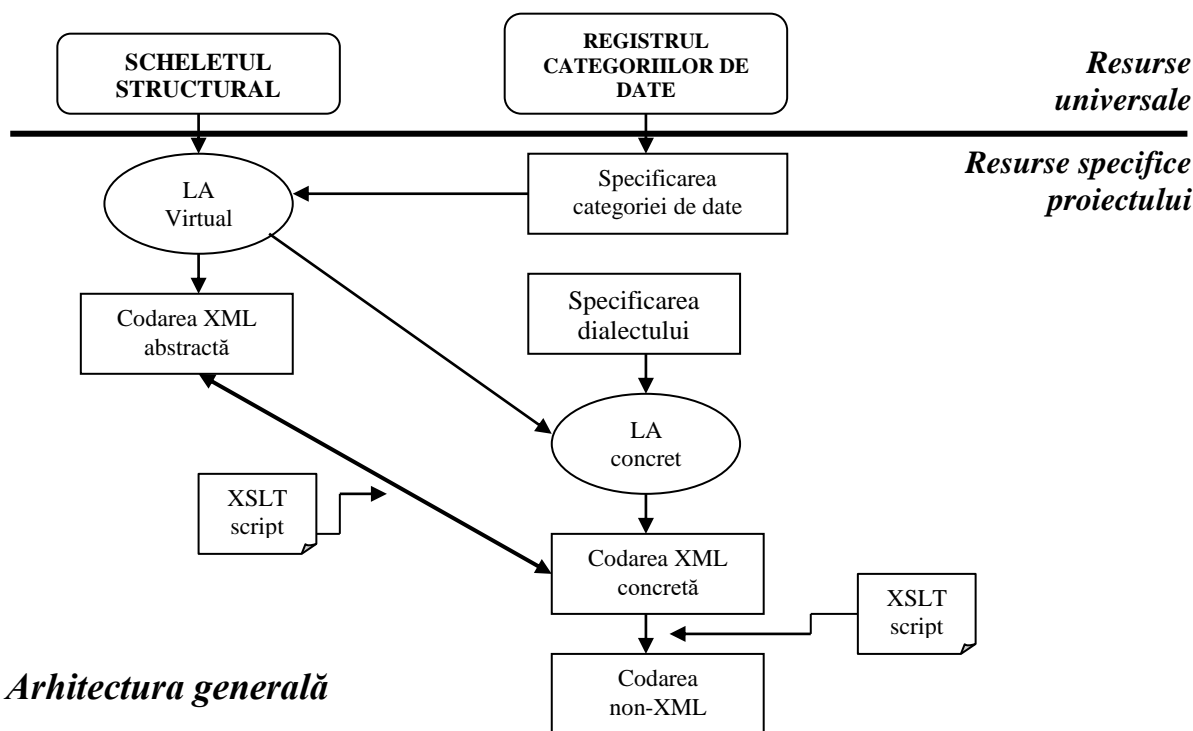 SCHELETUL
STRUCTURAL
REGISTRUL
CATEGORIILOR DE
DATE
Resurse
universale
Resurse specifice
proiectului
LA
Virtual
Specificarea
categoriei de date
Codarea XML
abstractă
Specificarea
dialectului
LA
concret
XSLT
script
Codarea XML
concretă
XSLT
script
Arhitectura generală
Codarea
non-XML